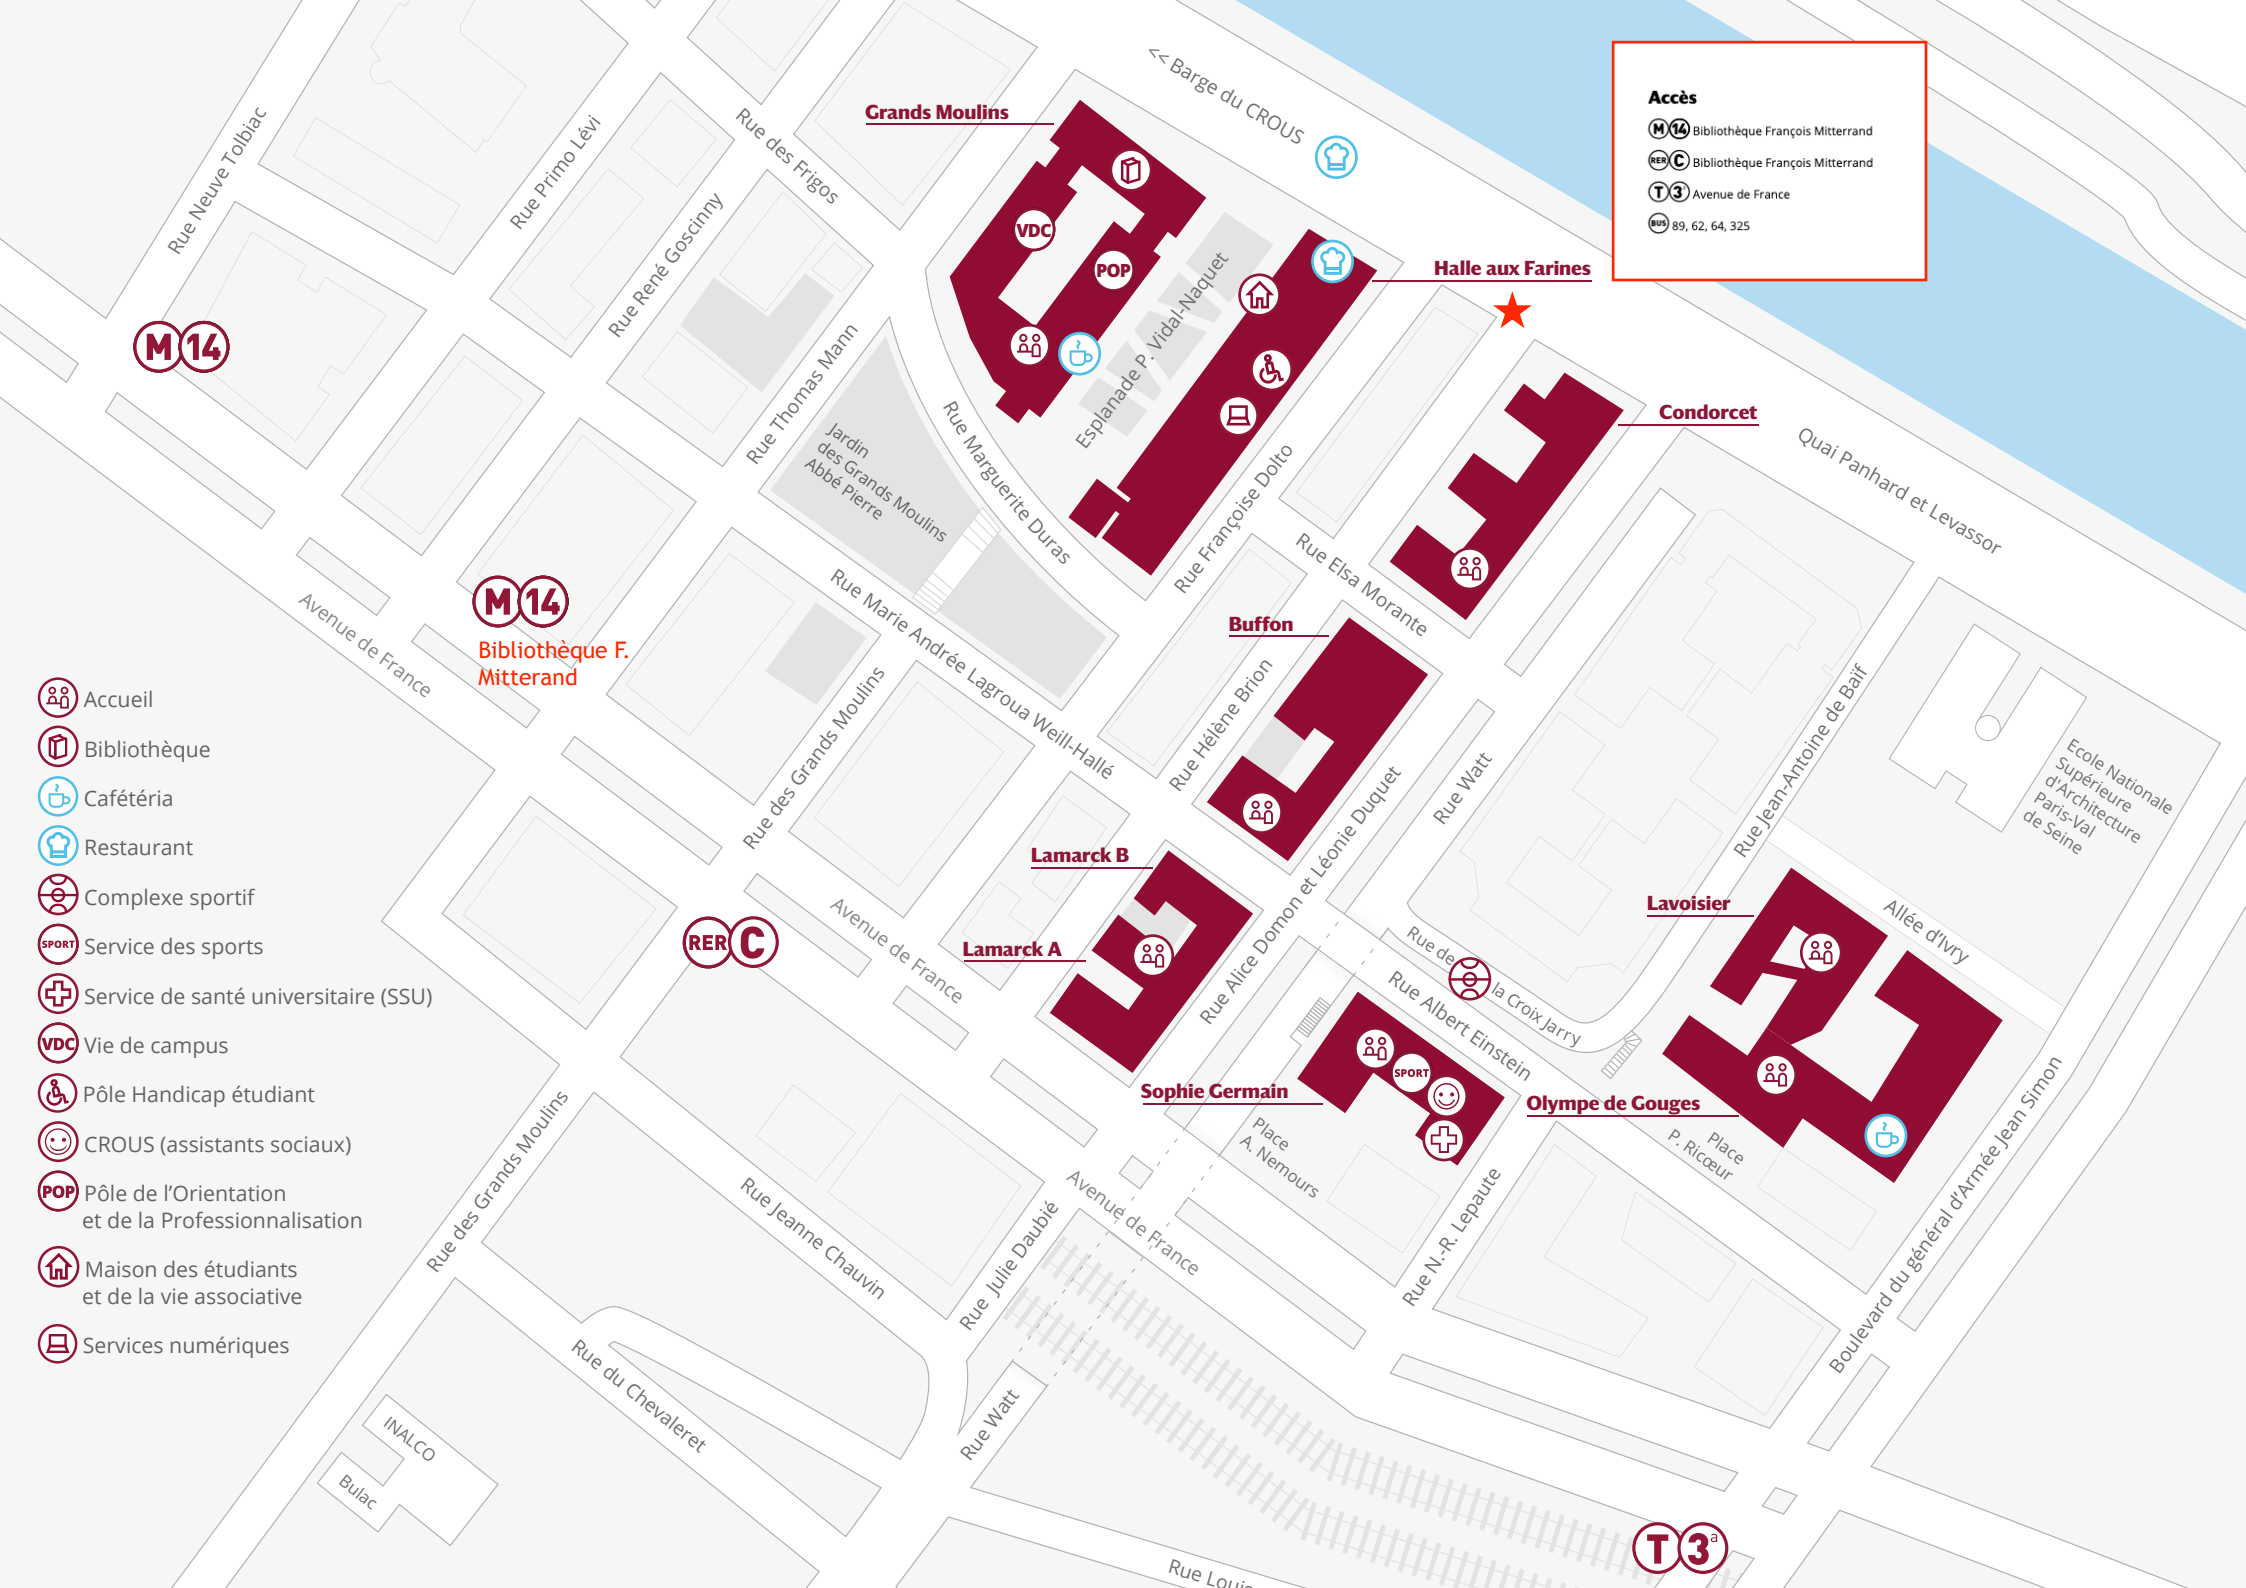 << Barge du CROUS
Accès
M 14 Bibliothèque François Mitterrand
RER C Bibliothèque François Mitterrand
T 3a Avenue de France
BUS 89, 62, 64, 325
Grands Moulins
Rue Neuve Tolbiac
Rue Primo Lévi
Rue des Frigos
Rue René Goscinny
VDC
POP
Esplanade P. Vidal-Naquet
Halle aux Farines
M 14
Rue Thomas Mann
Jardin
des Grands Moulins
Abbé Pierre
Rue Marguerite Duras
Rue Françoise Dolto
Condorcet
Quai Panhard et Levassor
Rue Elsa Morante
M 14
Bibliothèque F.
Mitterand
Avenue de France
Rue Marie Andrée Lagroua Weill-Hallé
Buffon
Rue Hélène Brion
Rue des Grands Moulins
Rue Alice Domon et Léonie Duquet
Rue Watt
Rue Jean-Antoine de Baïf
Ecole Nationale
Supérieure
d'Architecture
Paris-Val
de Seine
Lamarck B
Lamarck A
Avenue de France
RER C
Lavoisier
Allée d'Ivry
Rue de la Croix Jarry
Rue Albert Einstein
Sophie Germain
SPORT
Olympe de Gouges
Place
A. Nemours
Place
P. Ricœur
Rue N.-R. Lepaute
Boulevard du général d'Armée Jean Simon
Avenue de France
Rue Julie Daubié
Rue Jeanne Chauvin
Rue des Grands Moulins
Rue du Chevaleret
Rue Watt
INALCO
Bulac
T 3a
Rue Louis
Accueil
Bibliothèque
Cafétéria
Restaurant
Complexe sportif
SPORT Service des sports
Service de santé universitaire (SSU)
VDC Vie de campus
Pôle Handicap étudiant
CROUS (assistants sociaux)
POP Pôle de l'Orientation
et de la Professionnalisation
Maison des étudiants
et de la vie associative
Services numériques